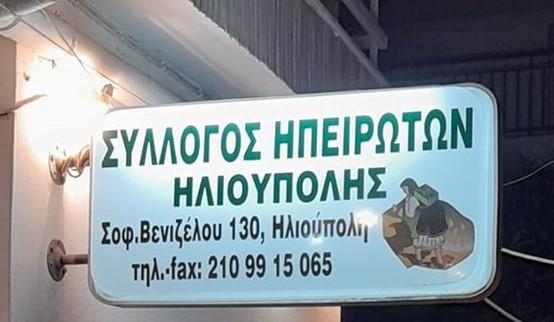 ΣΥΛΛΟΓΟΣ ΗΠΕΙΡΩΤΩΝ
ΗΛΙΟΥΠΟΛΗΣ
Σοφ.Βενιζέλου 130, Ηλιούπολη
τηλ.-fax: 210 99 15 065